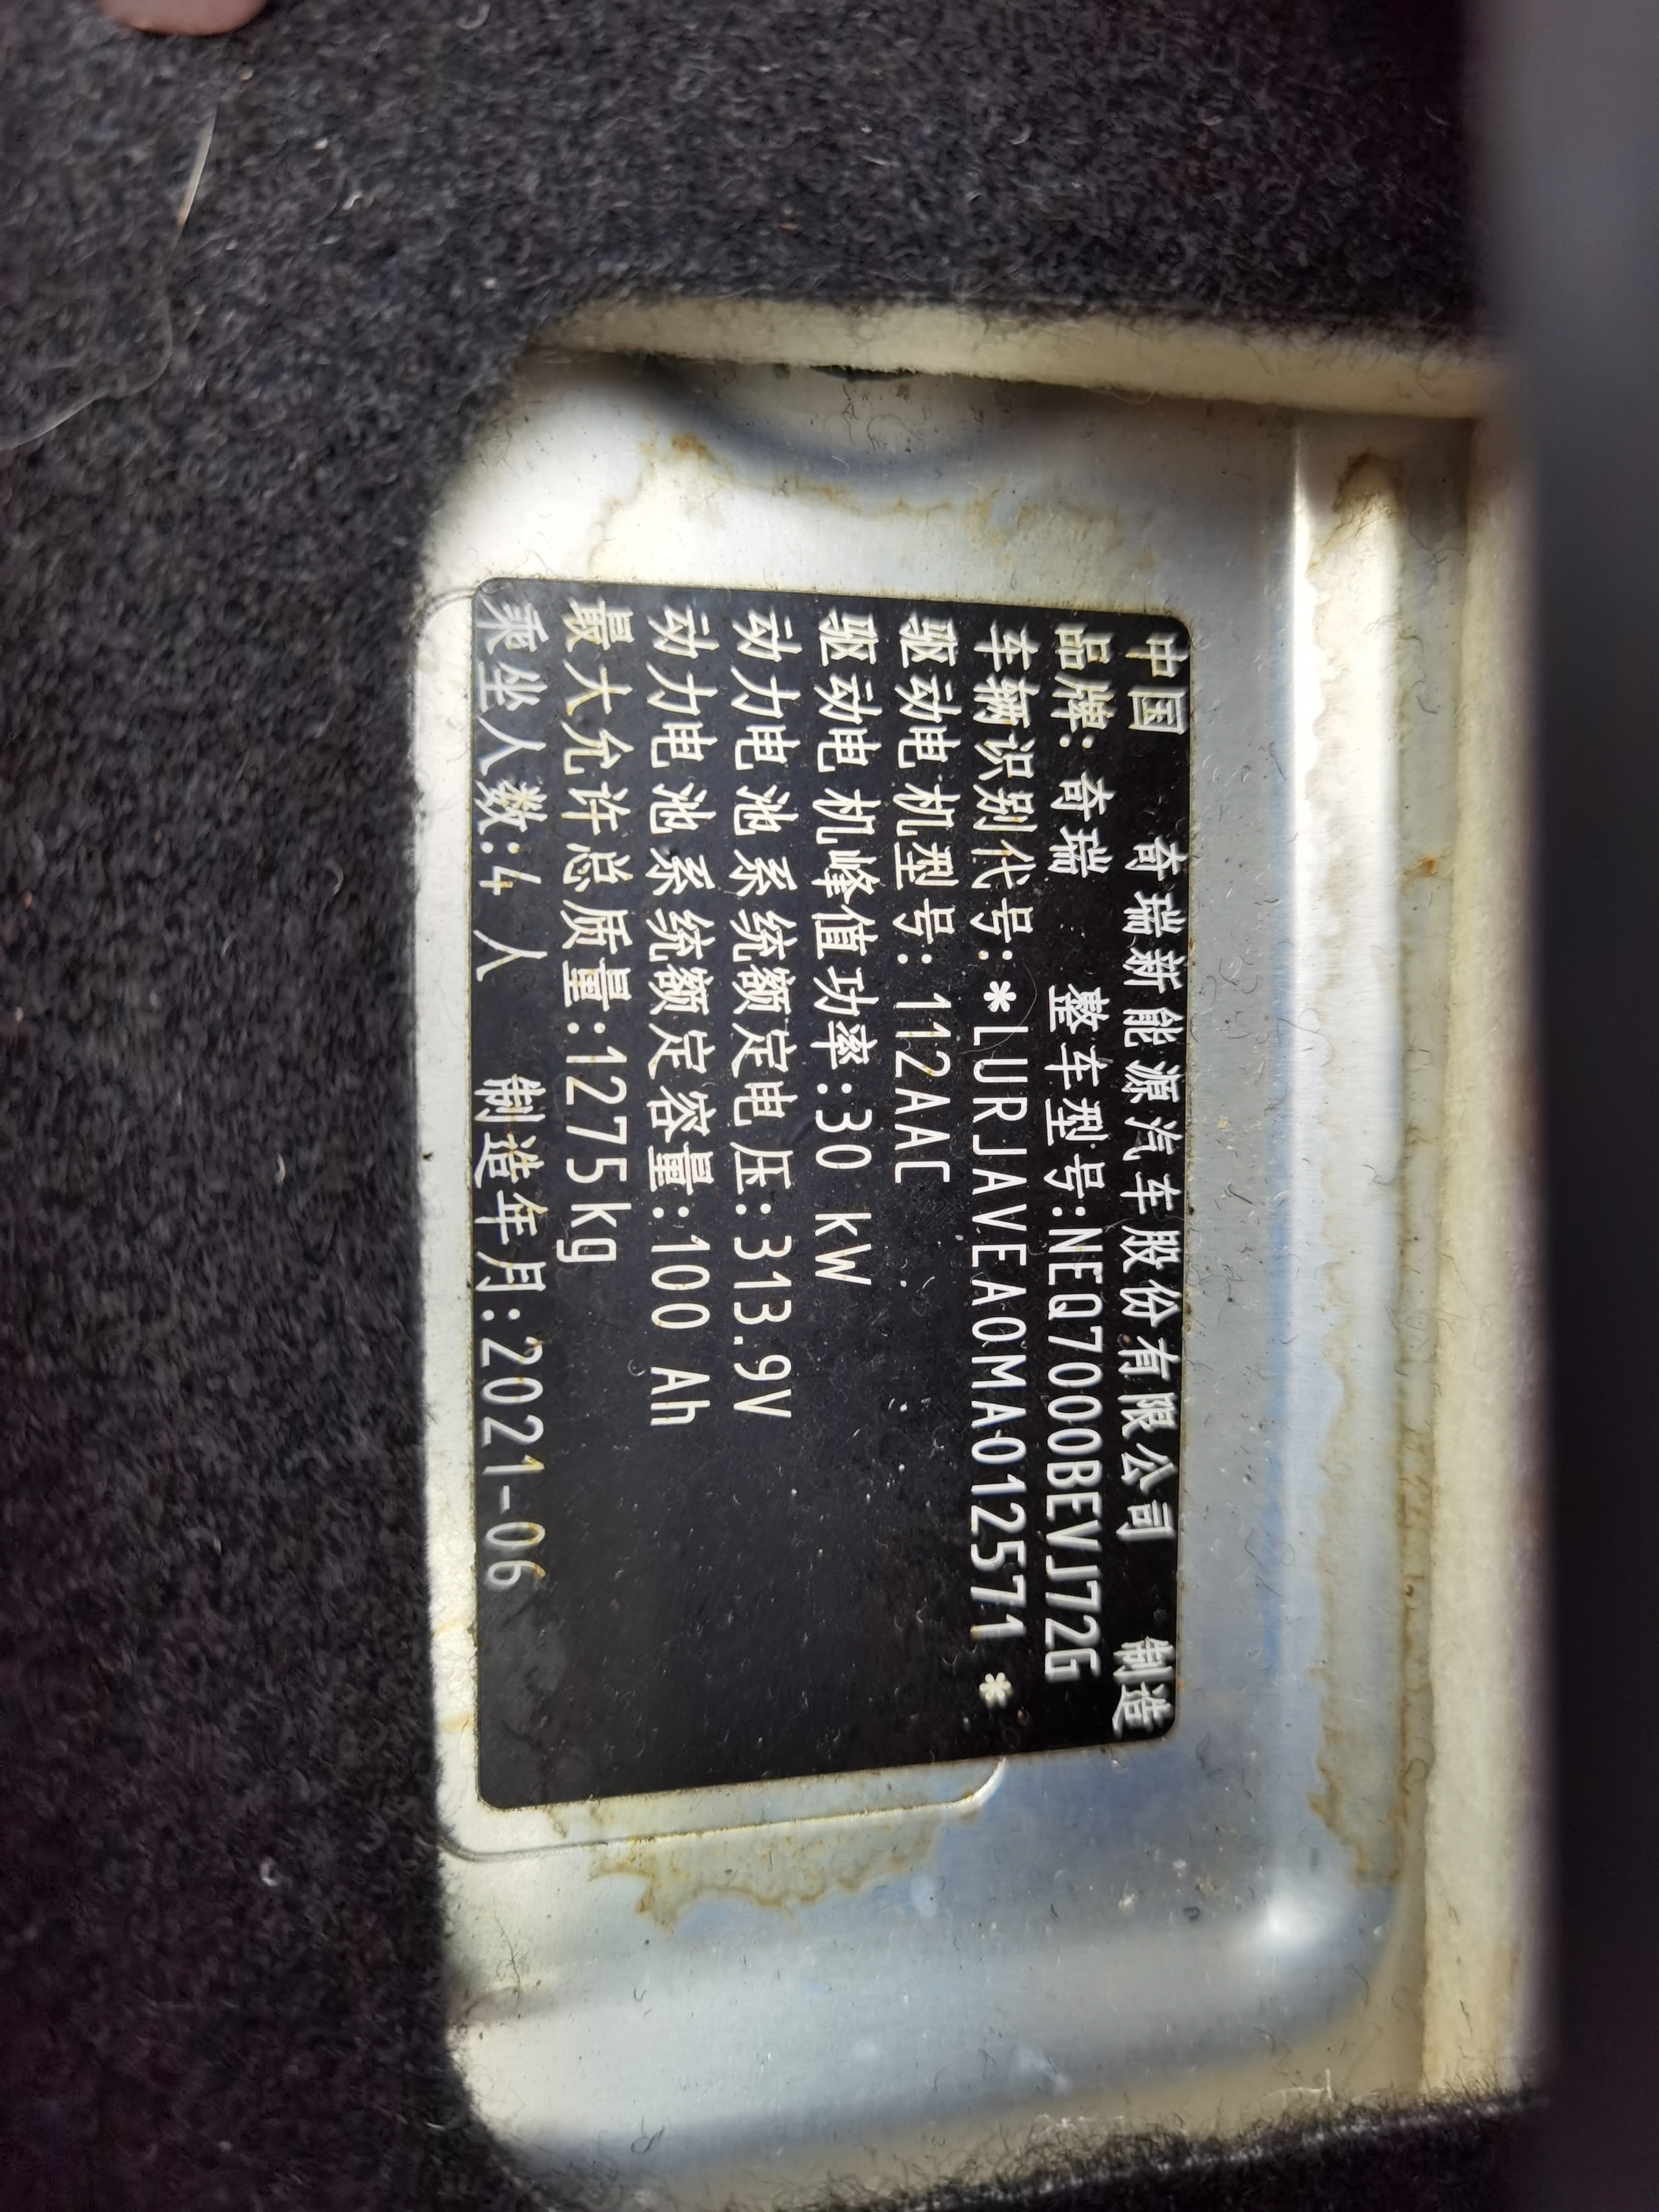 中国 奇瑞新能源汽车股份有限公司 制造
品牌:奇瑞 整车型号:NEQ7000BEVJ72G
车辆识别代号:*LURJAVEA0MA012571*
驱动电机型号:112AAC
驱动电机峰值功率:30 kW
动力电池系统额定电压:313.9V
动力电池系统额定容量:100 Ah
最大允许总质量:1275kg
乘坐人数:4 人 制造年月:2021-06